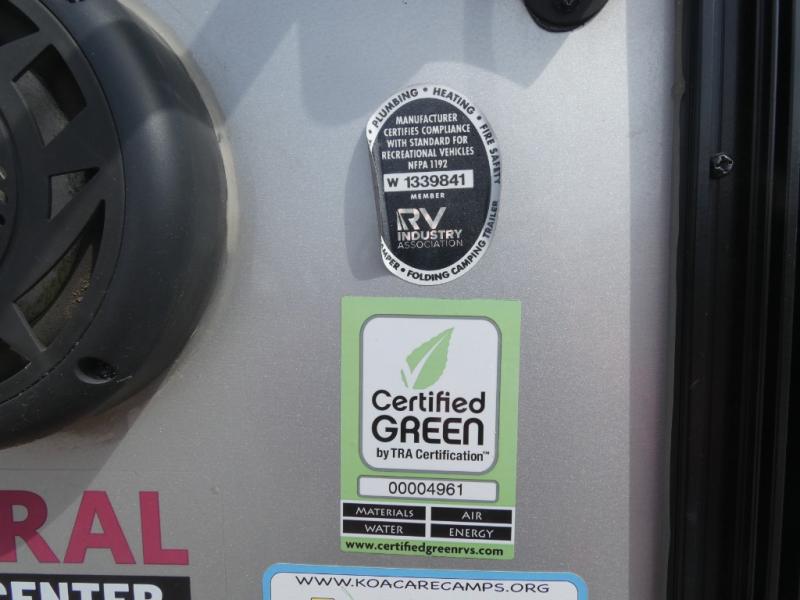 PLUMBING • HEATING • FIRE SAFETY
MANUFACTURER
CERTIFIES COMPLIANCE
WITH STANDARD FOR
RECREATIONAL VEHICLES
NFPA 1192
W 1339841
MEMBER
RV
INDUSTRY
ASSOCIATION
AMPER • FOLDING CAMPING TRAILER
Certified
GREEN
by TRA Certification™
00004961
MATERIALS AIR
WATER ENERGY
www.certifiedgreenrvs.com
RAL
CENTER
WWW.KOACARECAMPS.ORG